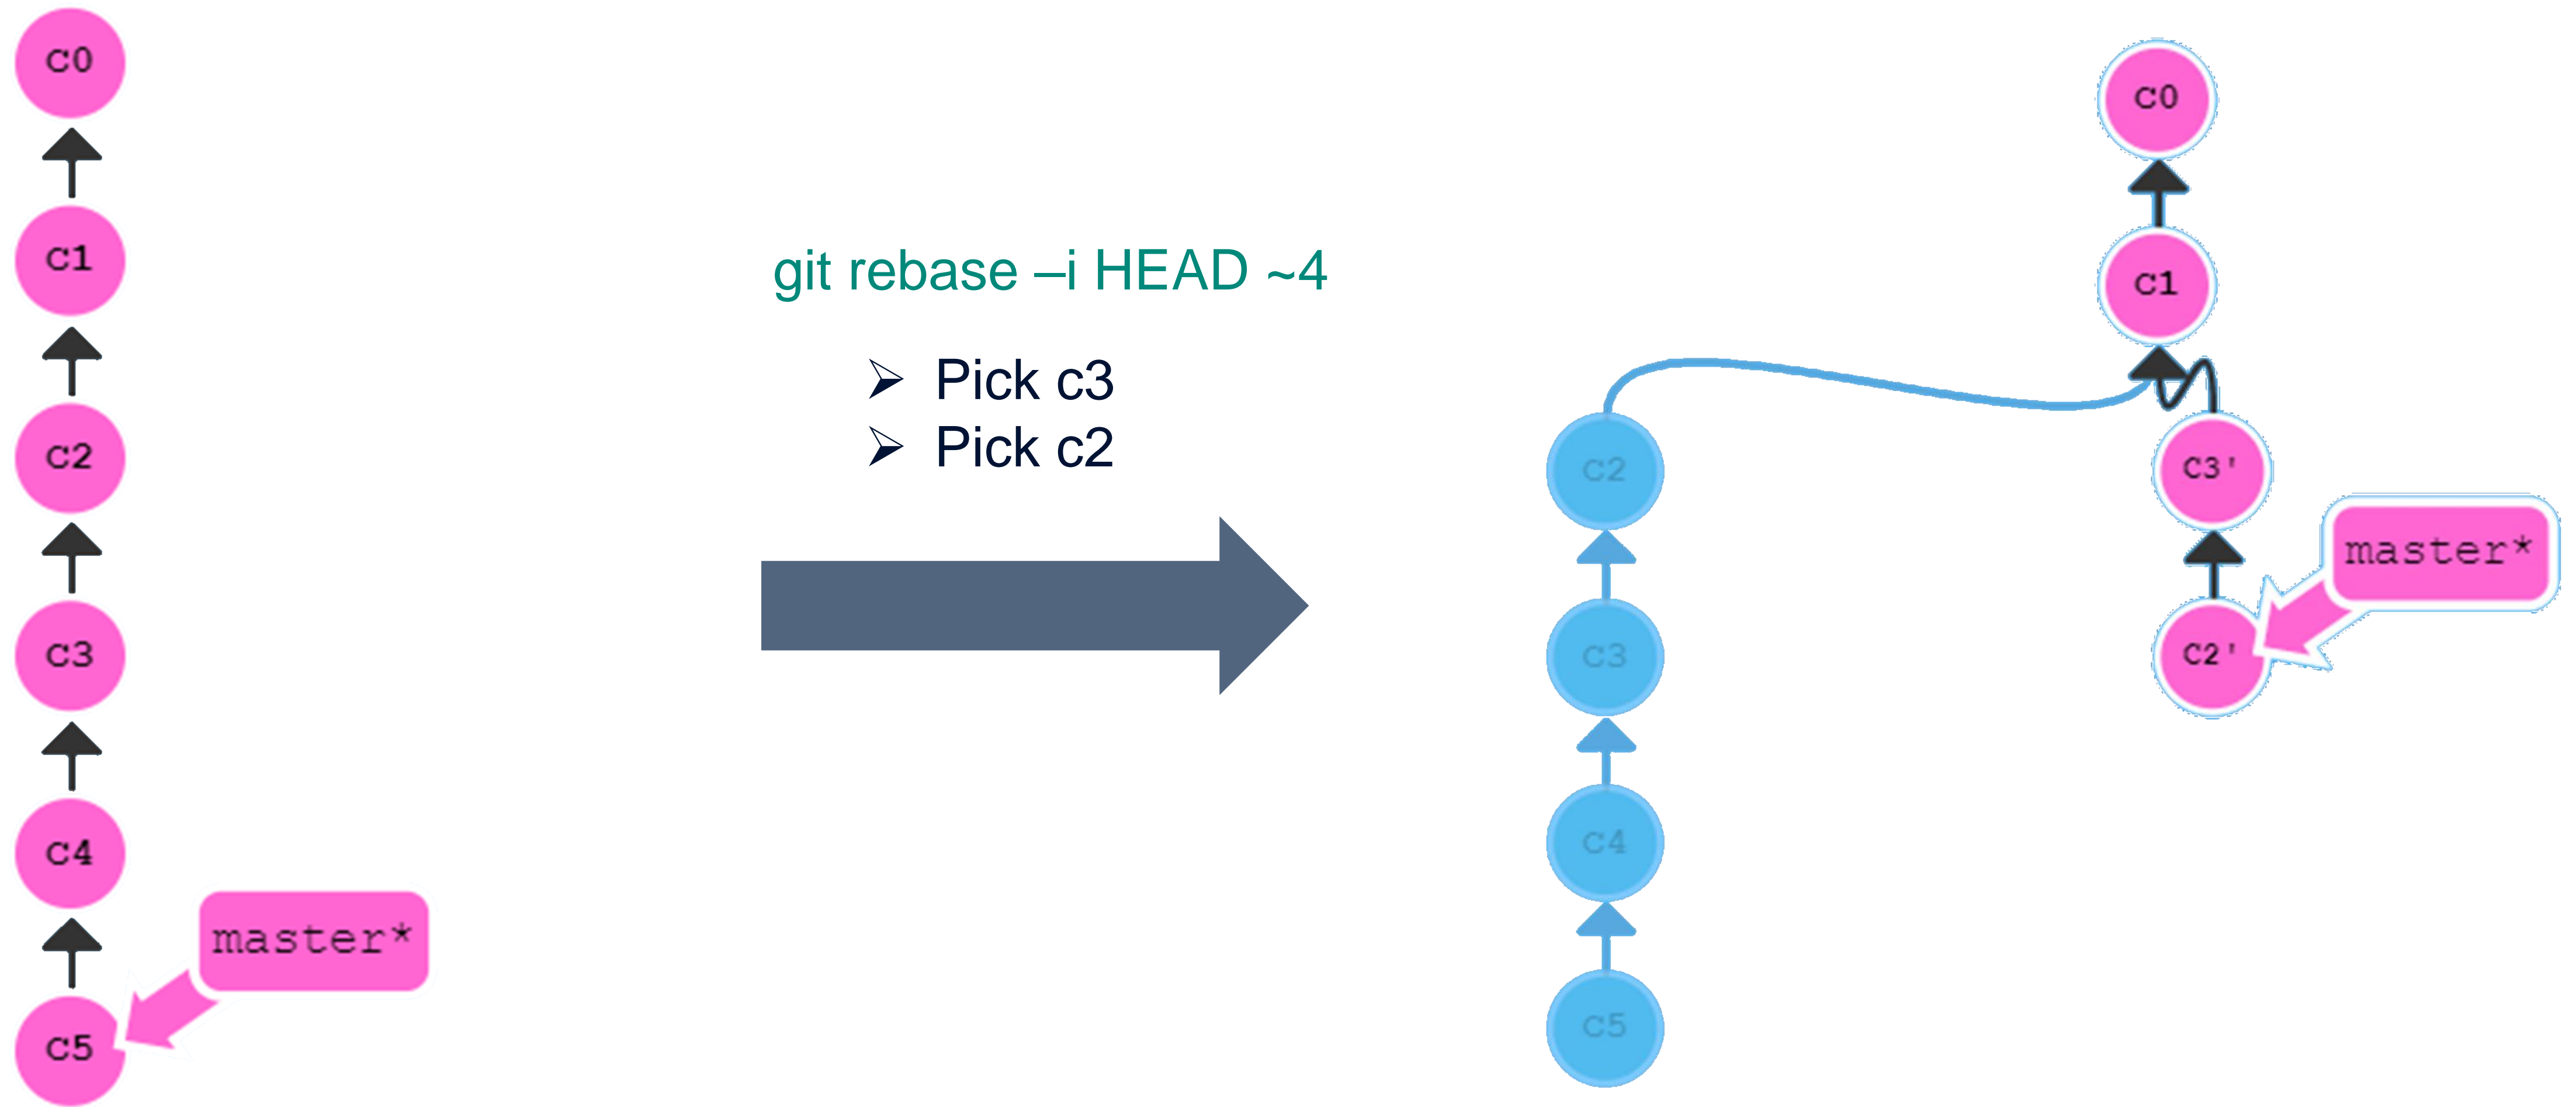 c0
c1
c2
c3
c4
c5
master*
git rebase –i HEAD ~4
➢ Pick c3
➢ Pick c2
c2
c3
c4
c5
c0
c1
c3'
c2'
master*